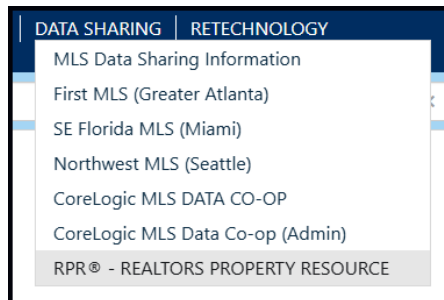 DATA SHARING | RETECHNOLOGY
MLS Data Sharing Information
First MLS (Greater Atlanta)
SE Florida MLS (Miami)
Northwest MLS (Seattle)
CoreLogic MLS DATA CO-OP
CoreLogic MLS Data Co-op (Admin)
RPR® - REALTORS PROPERTY RESOURCE